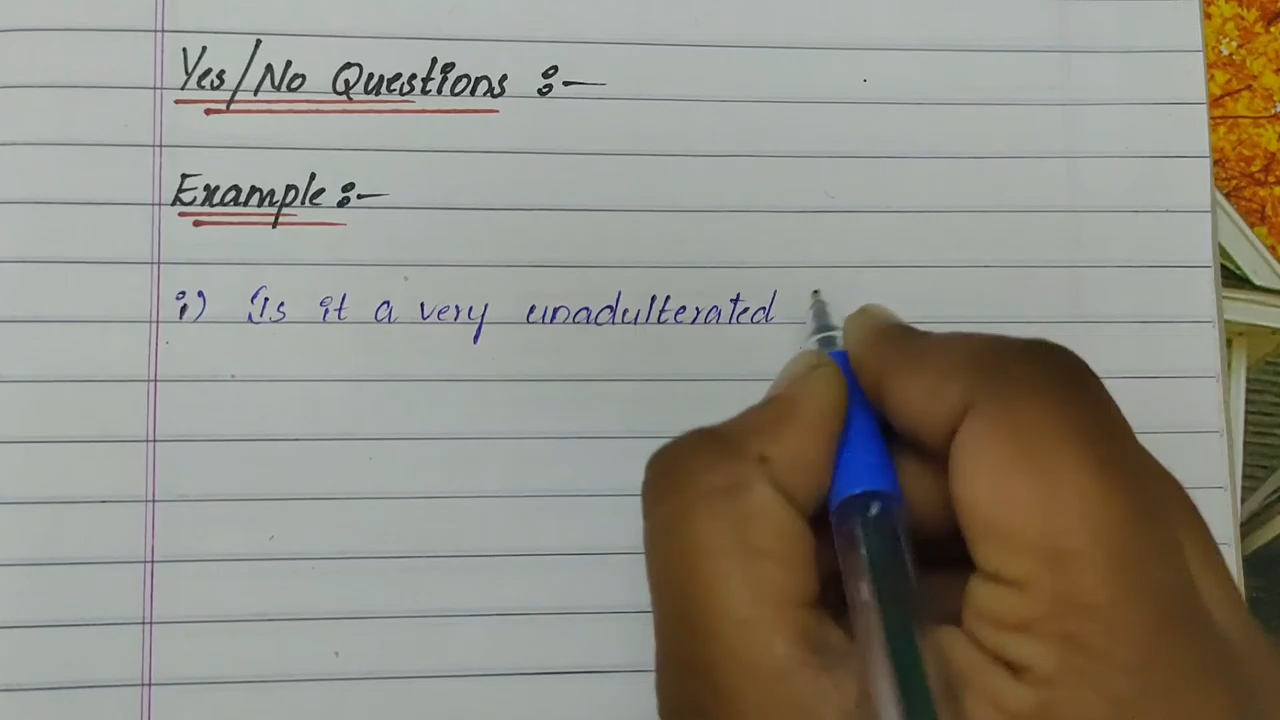 Yes/No Questions :-
Example :-
i) Is it a very unadulterated